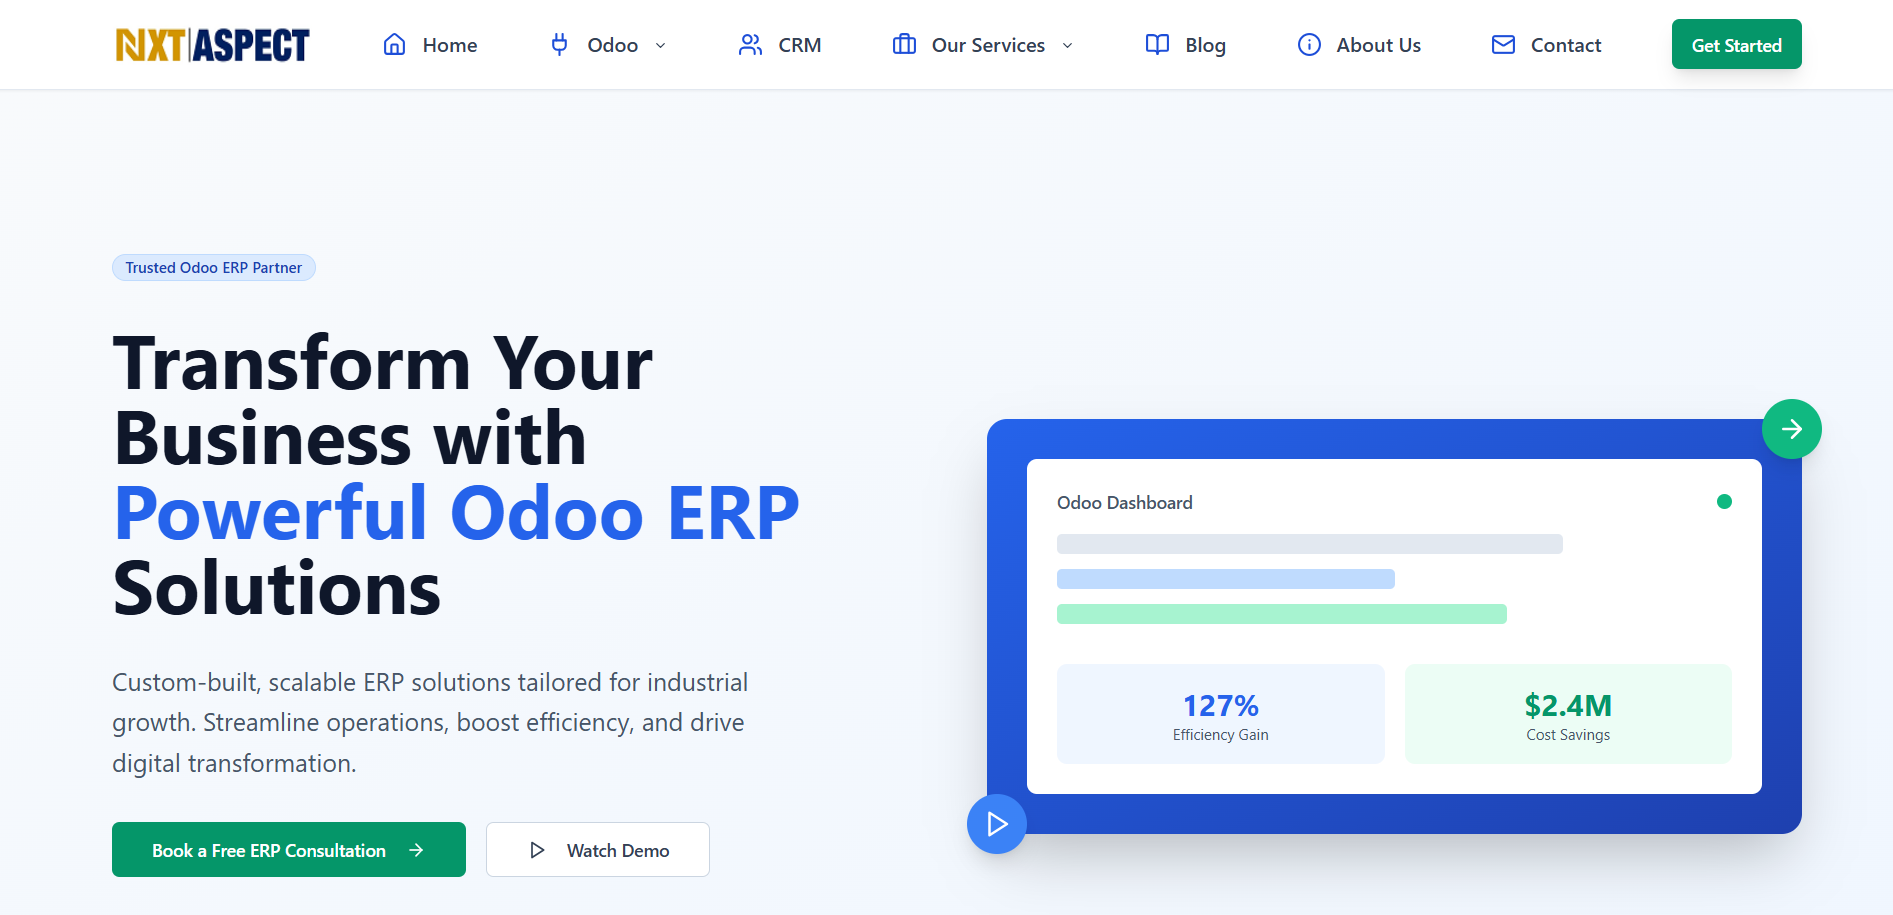 NXT|ASPECT
Home
Odoo
CRM
Our Services
Blog
About Us
Contact
Get Started
Trusted Odoo ERP Partner
Transform Your
Business with
Powerful Odoo ERP
Solutions
Custom-built, scalable ERP solutions tailored for industrial
growth. Streamline operations, boost efficiency, and drive
digital transformation.
Book a Free ERP Consultation
Watch Demo
Odoo Dashboard
127%
Efficiency Gain
$2.4M
Cost Savings